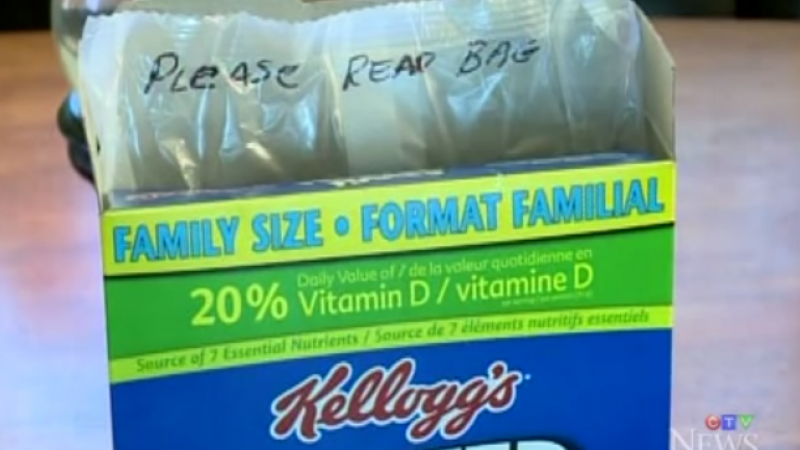 PLEASE READ BAG
FAMILY SIZE • FORMAT FAMILIAL
Daily Value of / de la valeur quotidienne en
20% Vitamin D / vitamine D
Source of 7 Essential Nutrients / Source de 7 éléments nutritifs essentiels
Kellogg's
CTV
NEWS